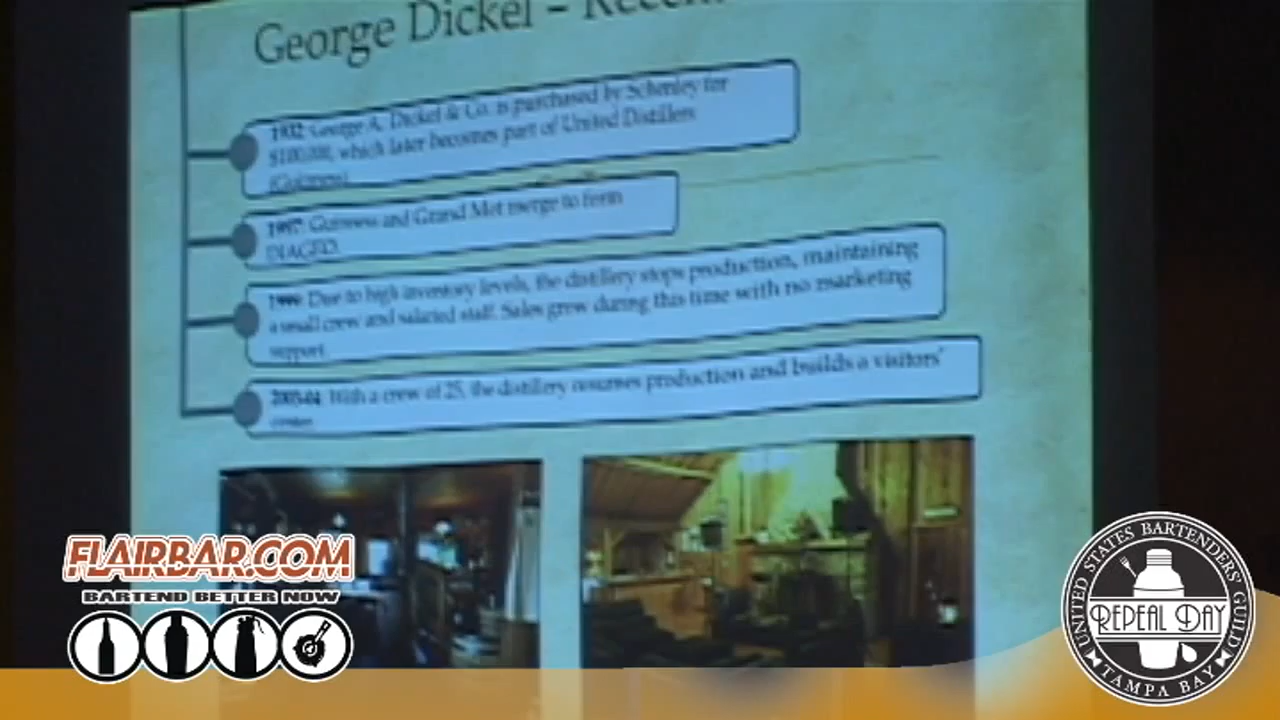 George Dickel –
George A. Dickel & Co. is purchased by Schenley for
$100,000, which later becomes part of United Distillers
(Guinness)
1997: Guinness and Grand Met merge to form
DIAGEO.
1999: Due to high inventory levels, the distillery stops production, maintaining
a small crew and salaried staff. Sales grew during this time with no marketing
support.
2003-04: With a crew of 25, the distillery resumes production and builds a visitors'
center.
FLAIRBAR.COM
BARTEND BETTER NOW
UNITED STATES BARTENDERS' GUILD
REPEAL DAY
TAMPA BAY